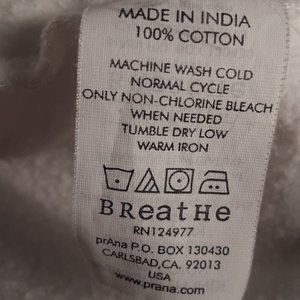 MADE IN INDIA
100% COTTON
MACHINE WASH COLD
NORMAL CYCLE
ONLY NON-CHLORINE BLEACH
WHEN NEEDED
TUMBLE DRY LOW
WARM IRON
BReatHe
RN124977
prAna P.O. BOX 130430
CARLSBAD,CA. 92013
USA
www.prana.com